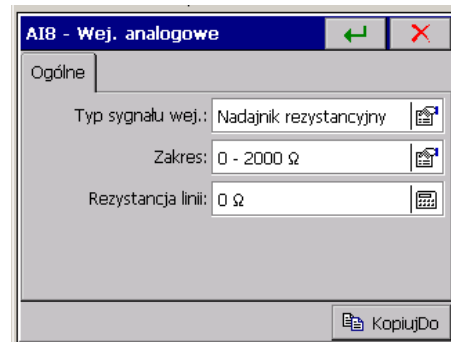 AI8 - Wej. analogowe
Ogólne
Typ sygnału wej.: Nadajnik rezystancyjny
Zakres: 0 - 2000 Ω
Rezystancja linii: 0 Ω
KopiujDo